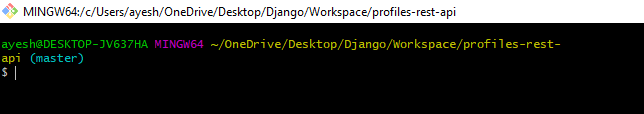 MINGW64:/c/Users/ayesh/OneDrive/Desktop/Django/Workspace/profiles-rest-api
ayesh@DESKTOP-JV637HA MINGW64 ~/OneDrive/Desktop/Django/Workspace/profiles-rest-
api (master)
$